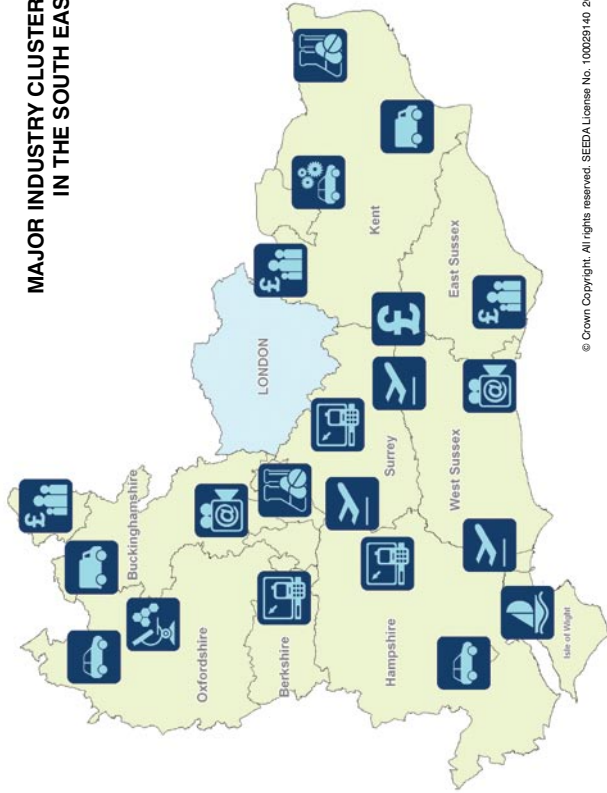 MAJOR INDUSTRY CLUSTER
IN THE SOUTH EAS
Buckinghamshire
LONDON
Oxfordshire
Berkshire
Surrey
Kent
Hampshire
West Sussex
East Sussex
Isle of Wight
£
£
£
£
@
@
© Crown Copyright. All rights reserved. SEEDA License No. 100029140 2